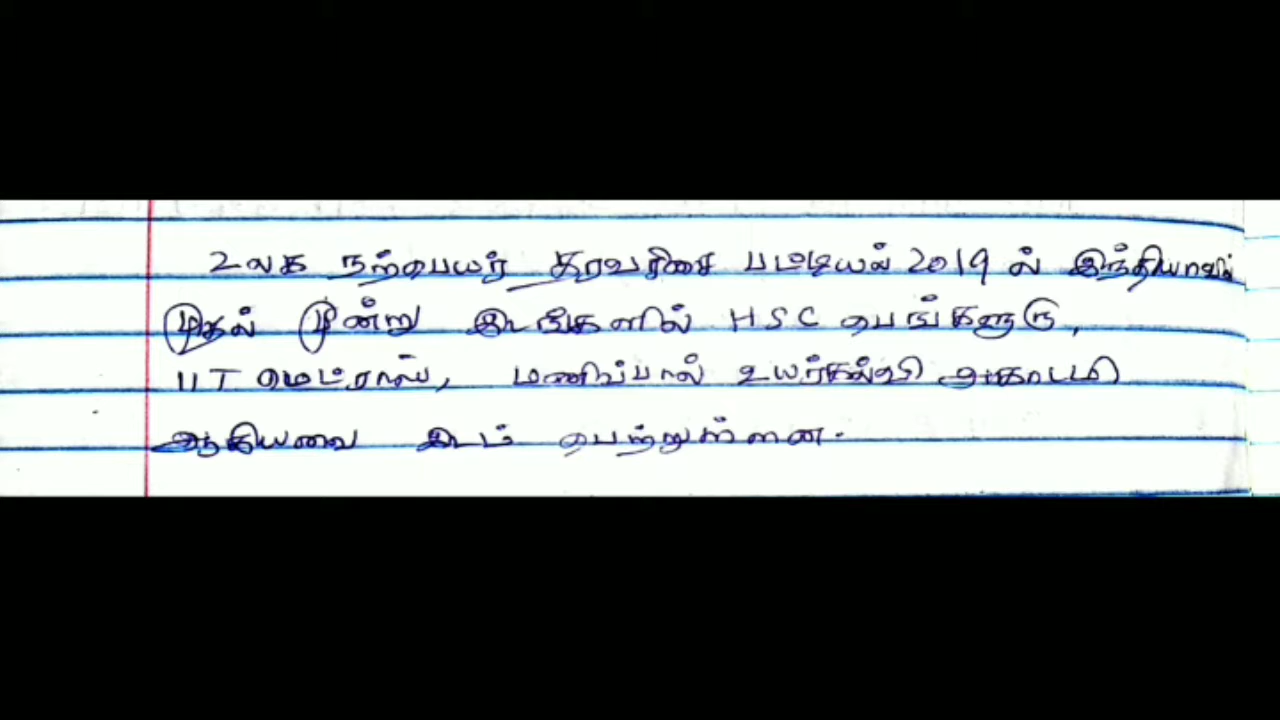 உலக நற்பெயர் தரவரிசை பட்டியல் 2019 ல் இந்தியாவில்
முதல் மூன்று இடங்களில் HSC பெங்களூரு,
IIT மெட்ராஸ், மணிப்பால் உயர்கல்வி அகாடமி
ஆகியவை இடம் பெற்றுள்ளன.